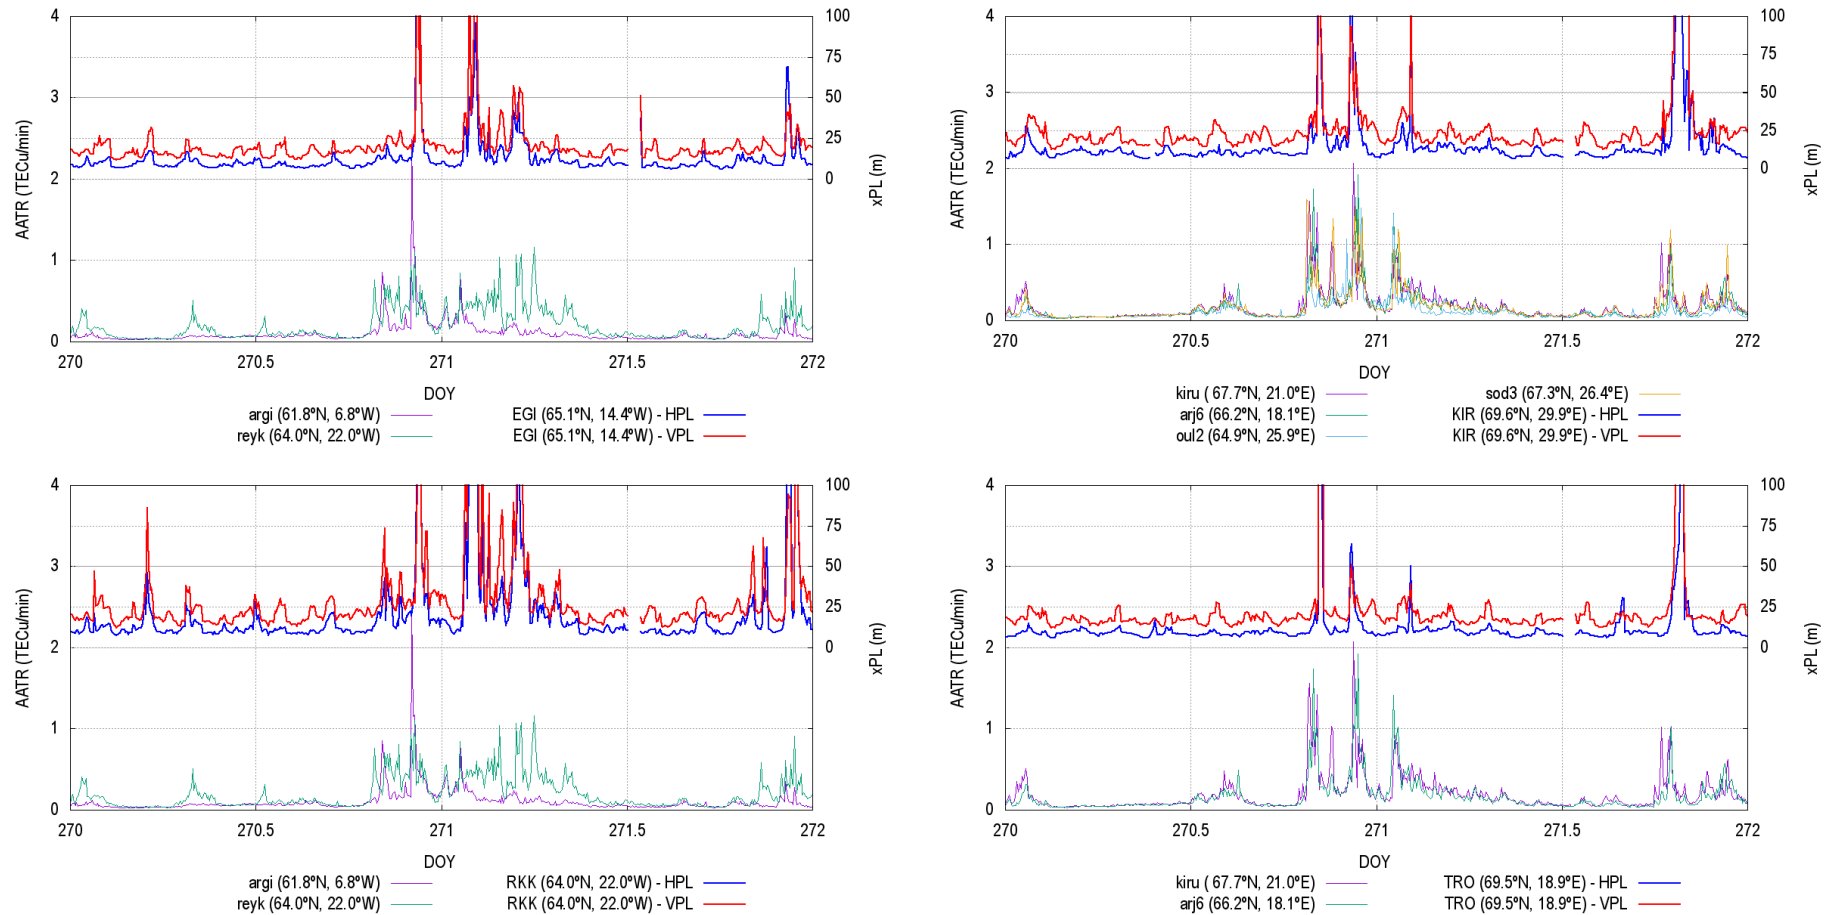 4 100
75
3 50
25
2 0
1
0
270 270.5 271 271.5 272
AATR (TECu/min)
xPL (m)
DOY
argi (61.8ºN, 6.8ºW) EGI (65.1ºN, 14.4ºW) - HPL
reyk (64.0ºN, 22.0ºW) EGI (65.1ºN, 14.4ºW) - VPL
4 100
75
3 50
25
2 0
1
0
270 270.5 271 271.5 272
AATR (TECu/min)
xPL (m)
DOY
kiru ( 67.7ºN, 21.0ºE) sod3 (67.3ºN, 26.4ºE)
arj6 (66.2ºN, 18.1ºE) KIR (69.6ºN, 29.9ºE) - HPL
oul2 (64.9ºN, 25.9ºE) KIR (69.6ºN, 29.9ºE) - VPL
4 100
75
3 50
25
2 0
1
0
270 270.5 271 271.5 272
AATR (TECu/min)
xPL (m)
DOY
argi (61.8ºN, 6.8ºW) RKK (64.0ºN, 22.0ºW) - HPL
reyk (64.0ºN, 22.0ºW) RKK (64.0ºN, 22.0ºW) - VPL
4 100
75
3 50
25
2 0
1
0
270 270.5 271 271.5 272
AATR (TECu/min)
xPL (m)
DOY
kiru ( 67.7ºN, 21.0ºE) TRO (69.5ºN, 18.9ºE) - HPL
arj6 (66.2ºN, 18.1ºE) TRO (69.5ºN, 18.9ºE) - VPL